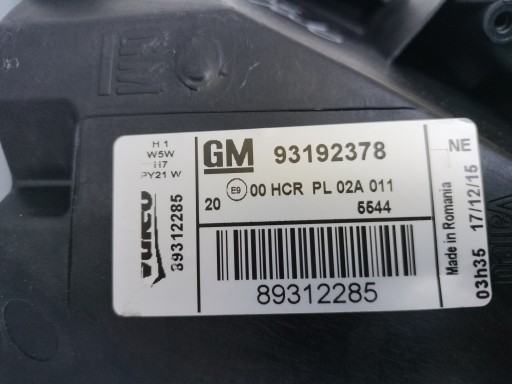 GM
H 1
W5W
H7
PY21 W
Valeo
89312285
GM 93192378
20 E9 00 HCR PL 02A 011
5544
89312285
NE
Made in Romania
03h35 17/12/15